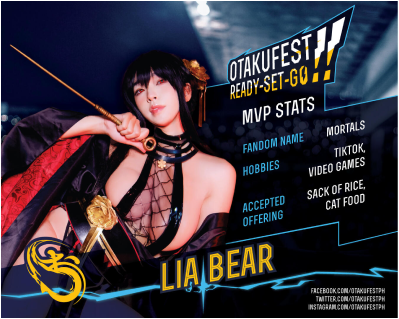 OTAKUFEST
READY-SET-GO!!
MVP STATS
FANDOM NAME
MORTALS
HOBBIES
TIKTOK,
VIDEO GAMES
ACCEPTED
OFFERING
SACK OF RICE,
CAT FOOD
LIA BEAR
FACEBOOK.COM/OTAKUFESTPH
TWITTER.COM/OTAKUFESTPH
INSTAGRAM.COM/OTAKUFESTPH